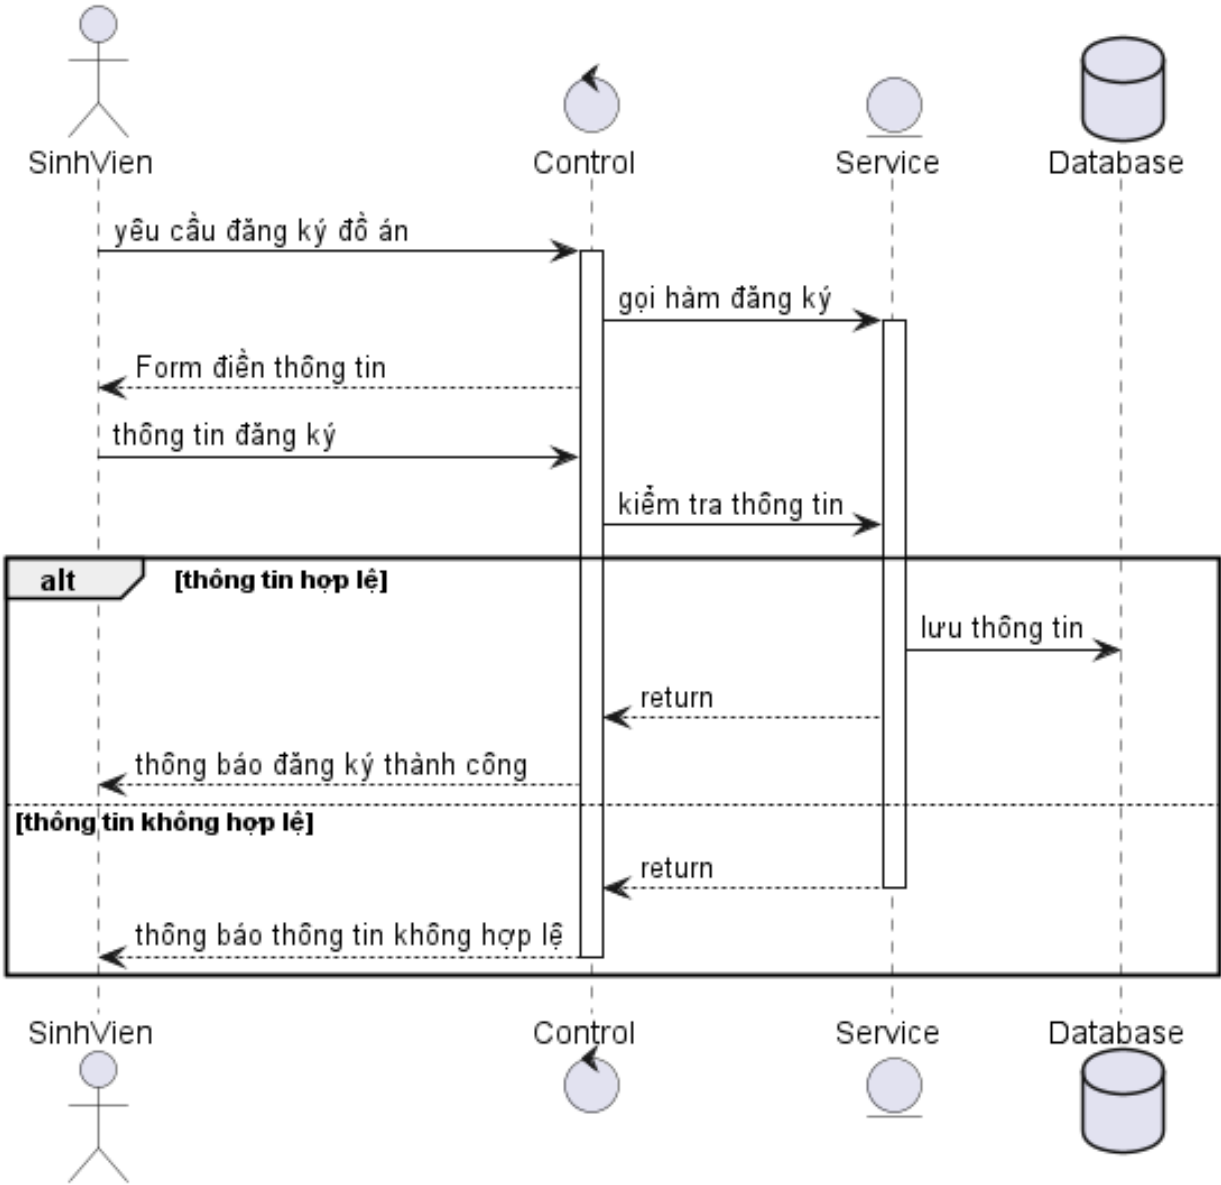 SinhVien
Control
Service
Database
yêu cầu đăng ký đồ án
gọi hàm đăng ký
Form điền thông tin
thông tin đăng ký
kiểm tra thông tin
alt
[thông tin hợp lệ]
lưu thông tin
return
thông báo đăng ký thành công
[thông tin không hợp lệ]
return
thông báo thông tin không hợp lệ
SinhVien
Control
Service
Database